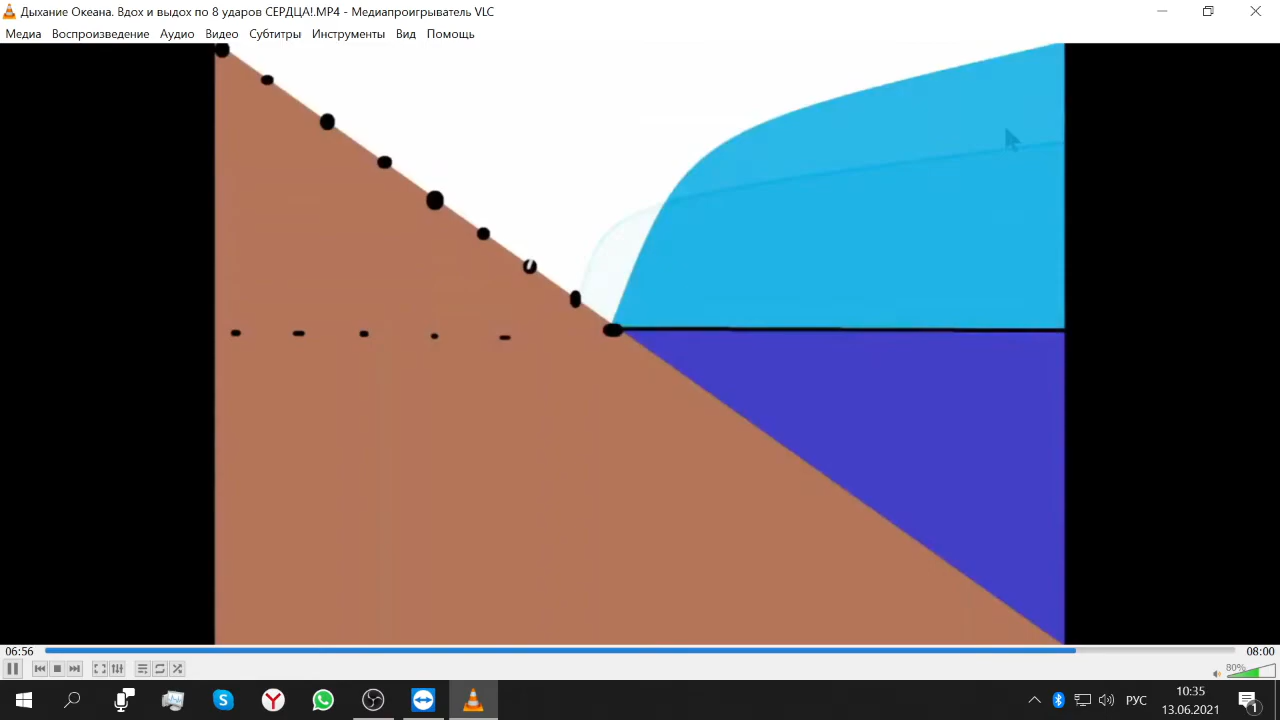 Дыхание Океана. Вдох и выдох по 8 ударов СЕРДЦА!.MP4 - Медиапроигрыватель VLC
Медиа Воспроизведение Аудио Видео Субтитры Инструменты Вид Помощь
06:56 08:00
80%
РУС 10:35
13.06.2021 1